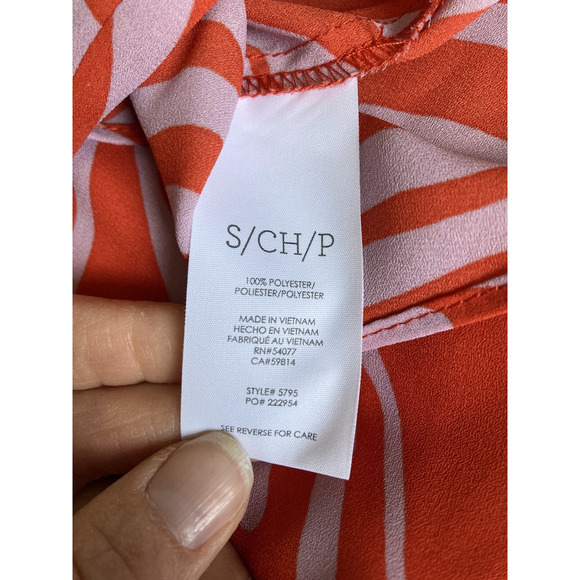 S/CH/P
100% POLYESTER/
POLIESTER/POLYESTER
MADE IN VIETNAM
HECHO EN VIETNAM
FABRIQUÉ AU VIETNAM
RN#54077
CA#59814
STYLE# 5795
PO# 222954
SEE REVERSE FOR CARE